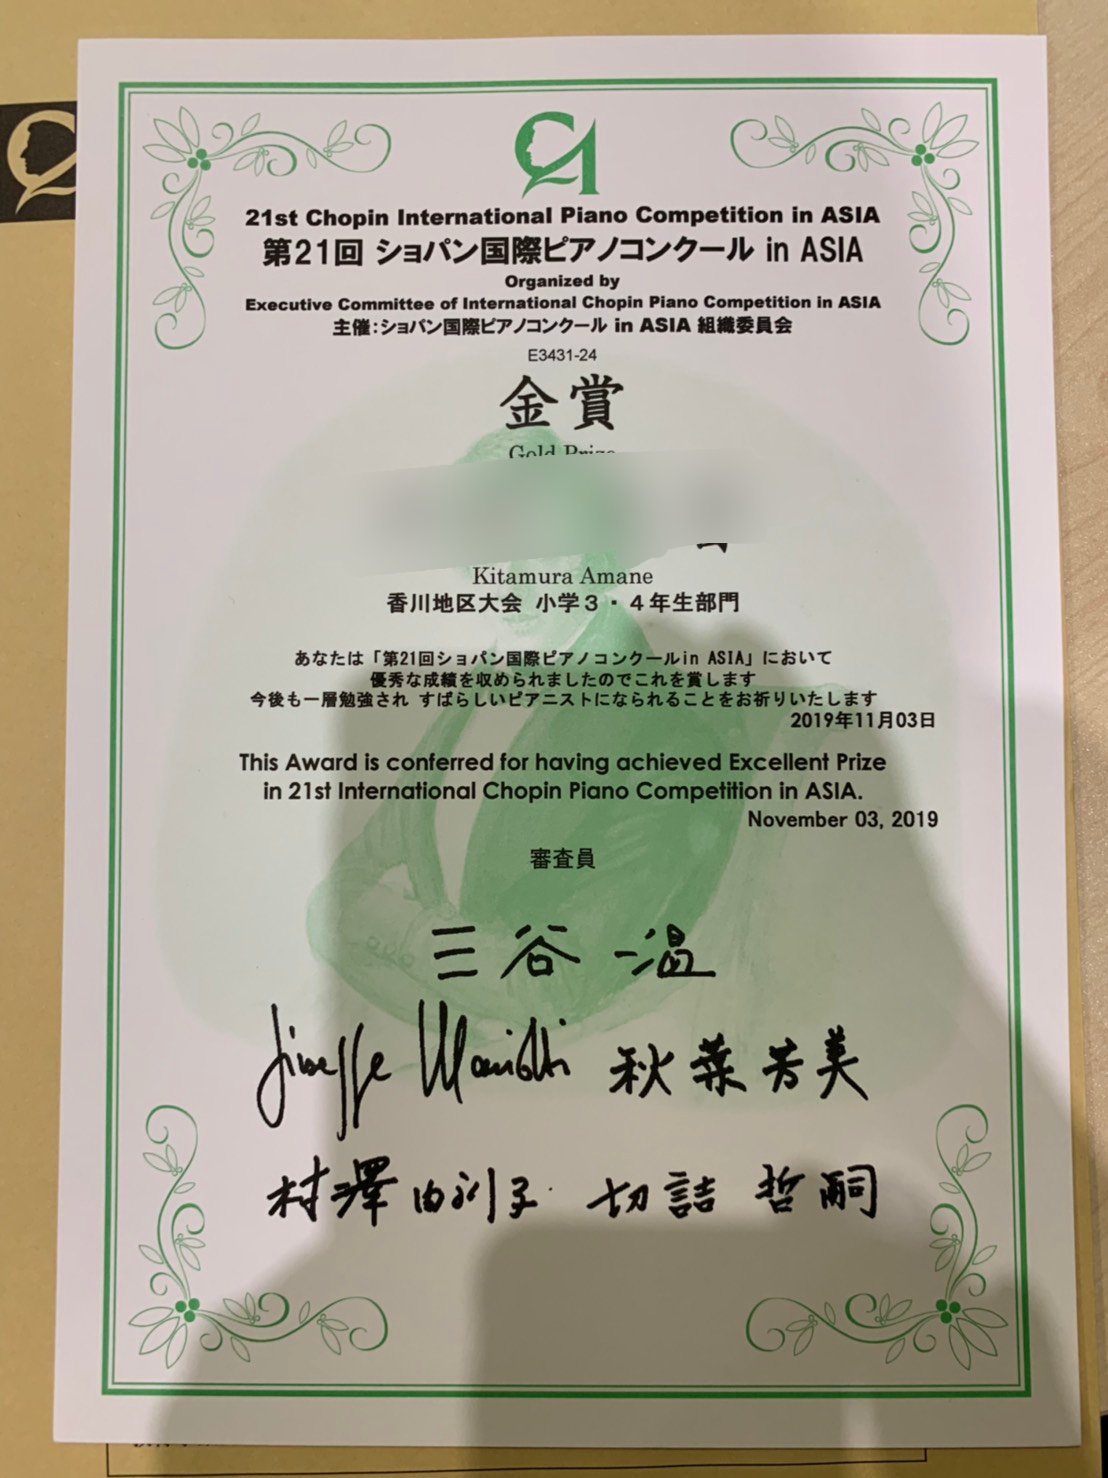 21st Chopin International Piano Competition in ASIA
第21回 ショパン国際ピアノコンクール in ASIA
Organized by
Executive Committee of International Chopin Piano Competition in ASIA
主催：ショパン国際ピアノコンクール in ASIA 組織委員会
E3431-24
金賞
Gold Prize
Kitamura Amane
香川地区大会 小学３・４年生部門
あなたは「第21回ショパン国際ピアノコンクールin ASIA」において
優秀な成績を収められましたのでこれを賞します
今後も一層勉強され すばらしいピアニストになられることをお祈りいたします
2019年11月03日
This Award is conferred for having achieved Excellent Prize
in 21st International Chopin Piano Competition in ASIA.
November 03, 2019
審査員
三谷 温
秋葉 芳美
村澤 由利子 切詰 哲嗣